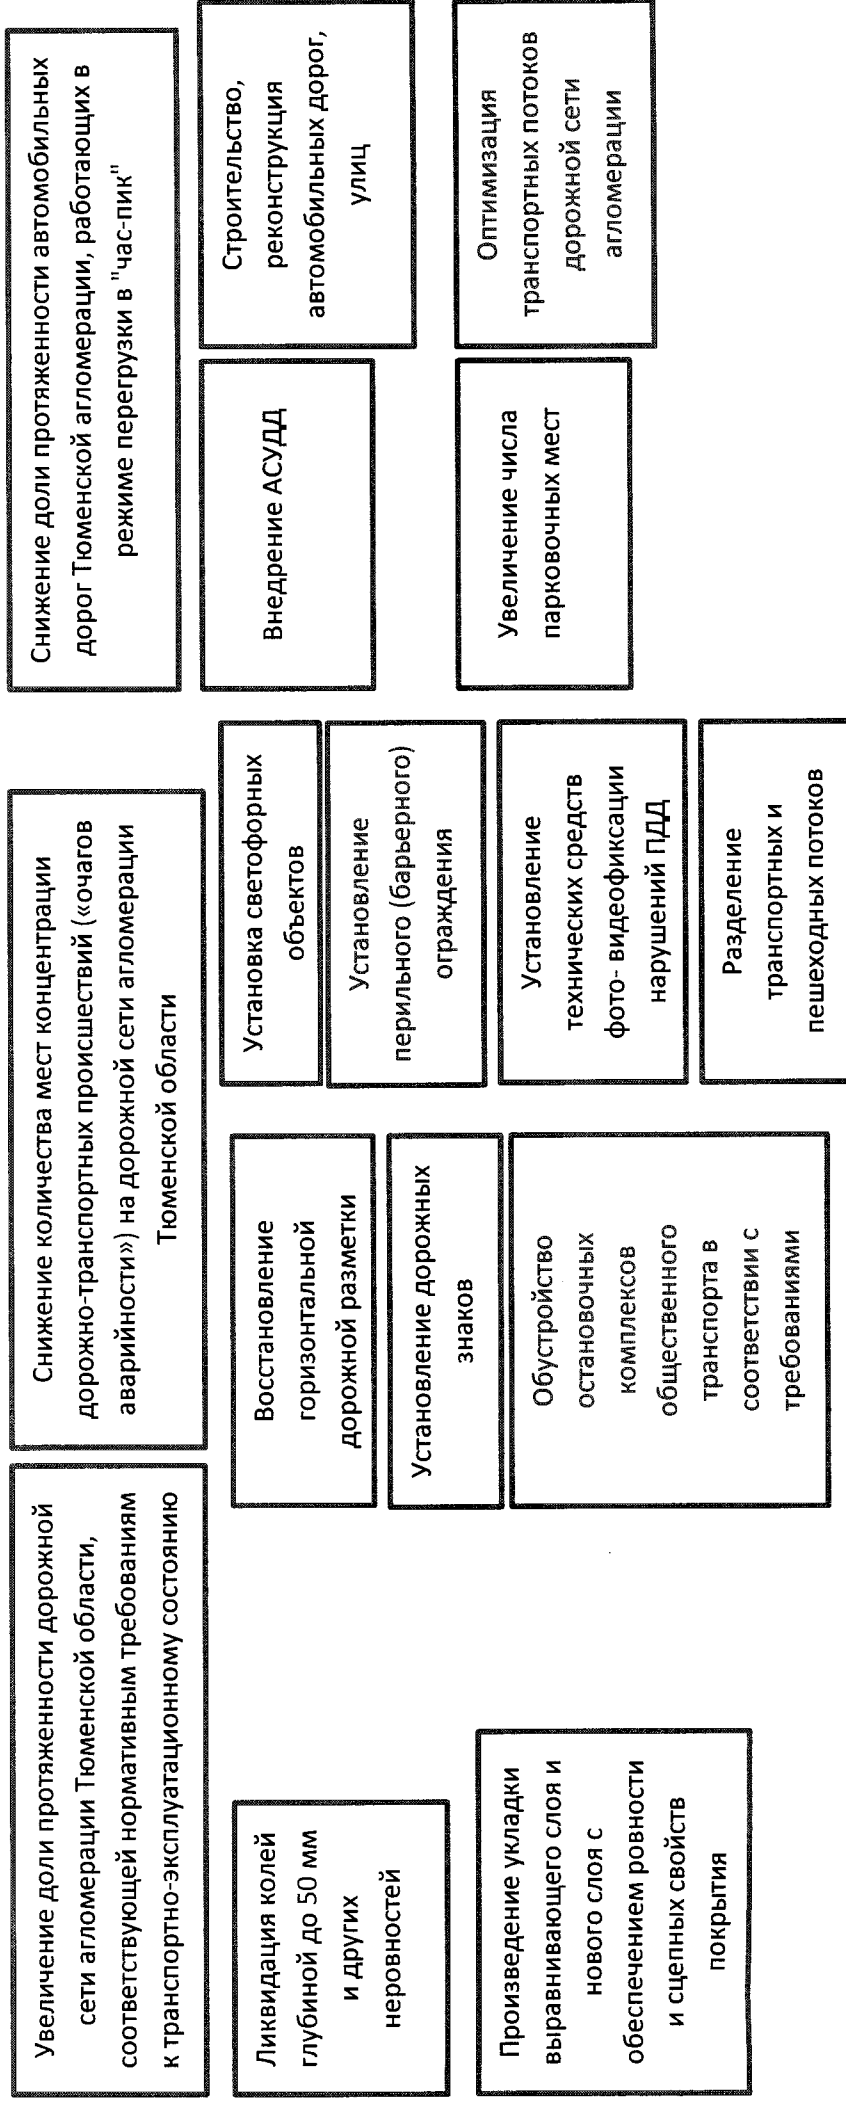 Увеличение доли протяженности дорожной
сети агломерации Тюменской области,
соответствующей нормативным требованиям
к транспортно-эксплуатационному состоянию
Ликвидация колей
глубиной до 50 мм
и других
неровностей
Произведение укладки
выравнивающего слоя и
нового слоя с
обеспечением ровности
и сцепных свойств
покрытия
Снижение количества мест концентрации
дорожно-транспортных происшествий («очагов
аварийности») на дорожной сети агломерации
Тюменской области
Восстановление
горизонтальной
дорожной разметки
Установление дорожных
знаков
Обустройство
остановочных
комплексов
общественного
транспорта в
соответствии с
требованиями
Установка светофорных
объектов
Установление
перильного (барьерного)
ограждения
Установление
технических средств
фото- видеофиксации
нарушений ПДД
Разделение
транспортных и
пешеходных потоков
Снижение доли протяженности автомобильных
дорог Тюменской агломерации, работающих в
режиме перегрузки в "час-пик"
Внедрение АСУДД
Увеличение числа
парковочных мест
Строительство,
реконструкция
автомобильных дорог,
улиц
Оптимизация
транспортных потоков
дорожной сети
агломерации